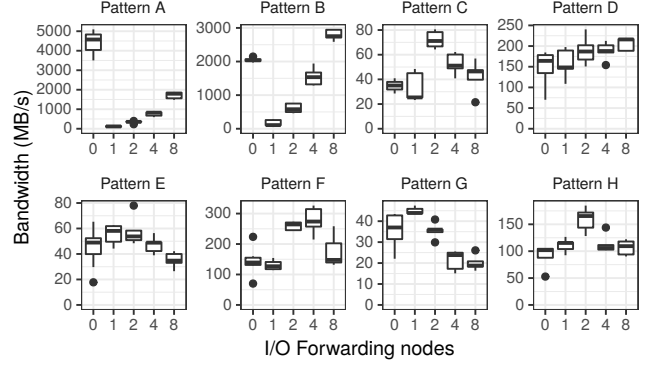 Pattern A Pattern B Pattern C Pattern D
5000 4000 3000 2000 1000 0
3000 2000 1000 0
80 60 40 20 0
250 200 150 100 50 0
0 1 2 4 8 0 1 2 4 8 0 1 2 4 8 0 1 2 4 8
Bandwidth (MB/s)
Pattern E Pattern F Pattern G Pattern H
80 60 40 20 0
300 200 100 0
40 30 20 10 0
150 100 50 0
0 1 2 4 8 0 1 2 4 8 0 1 2 4 8 0 1 2 4 8
I/O Forwarding nodes